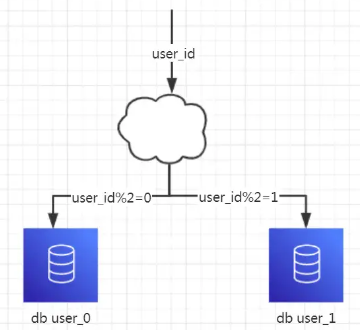 user_id
user_id%2=0
user_id%2=1
db user_0
db user_1